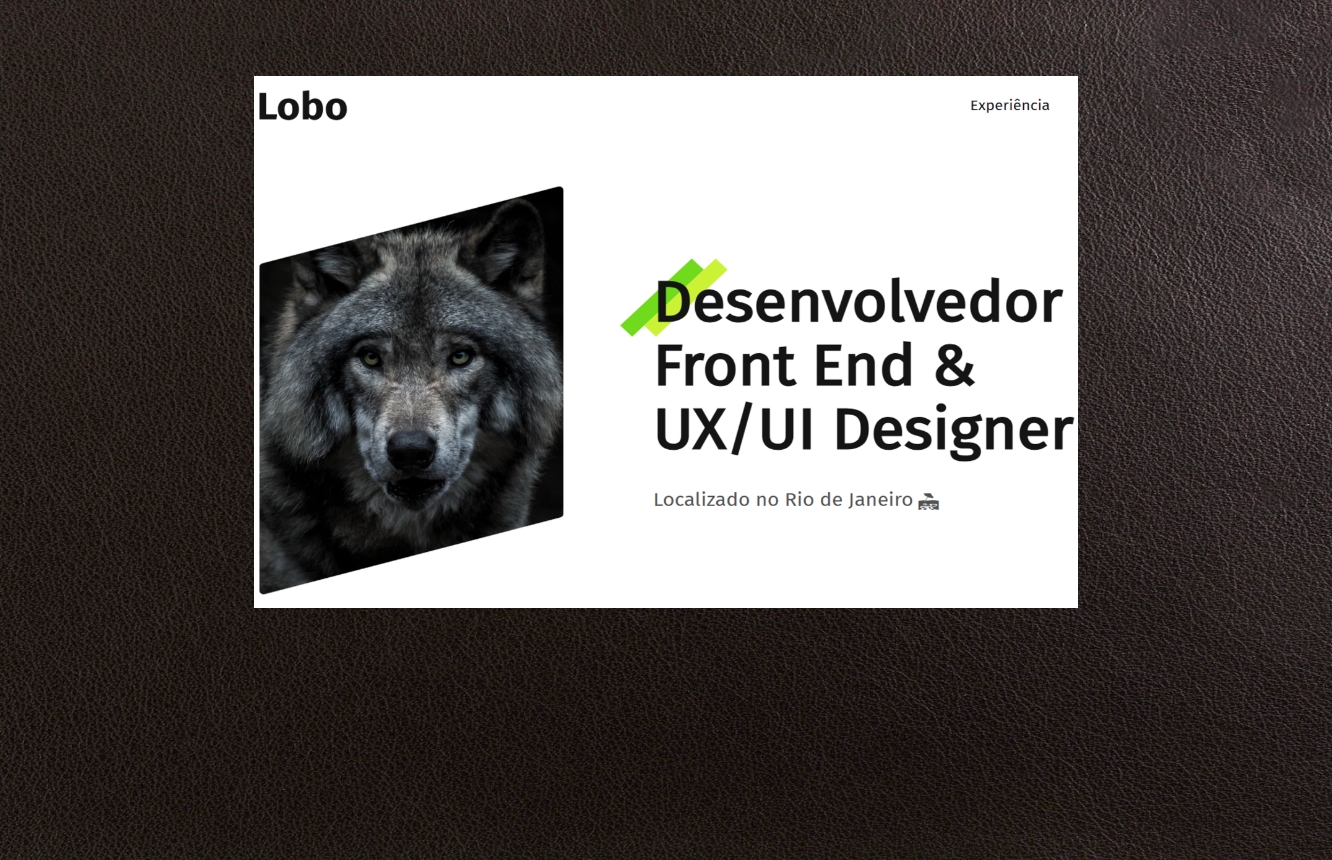 Lobo
Experiência
Desenvolvedor
Front End &
UX/UI Designer
Localizado no Rio de Janeiro